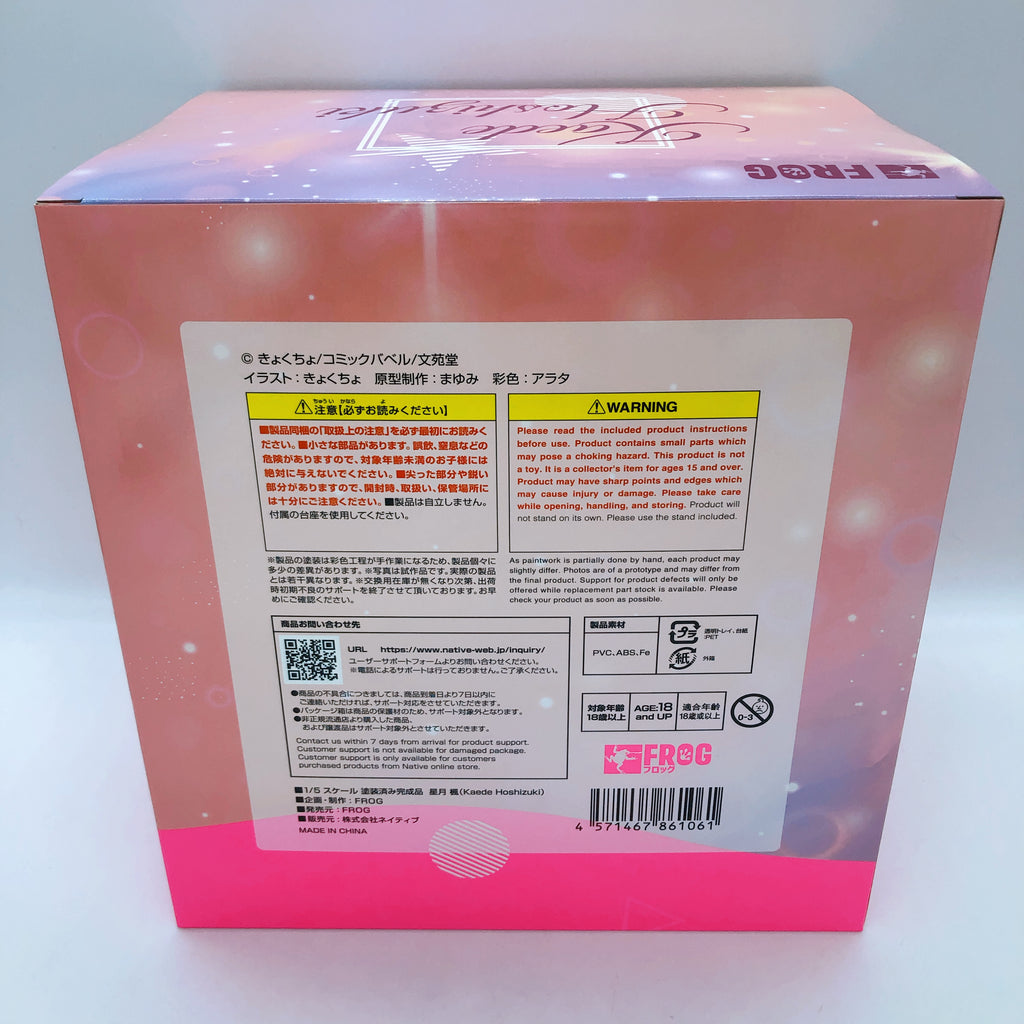 Kaede
Hoshizuki
FROG
© きょくちょ/コミックバベル/文苑堂
イラスト：きょくちょ 原型制作：まゆみ 彩色：アラタ
ちゅうい かなら よ
⚠注意【必ずお読みください】
■製品同梱の「取扱上の注意」を必ず最初にお読みく
ださい。■小さな部品があります。誤飲、窒息などの
危険がありますので、対象年齢未満のお子様には
絶対に与えないでください。■尖った部分や鋭い
部分がありますので、開封時、取扱い、保管場所に
は十分にご注意ください。■製品は自立しません。
付属の台座を使用してください。
⚠WARNING
Please read the included product instructions
before use. Product contains small parts which
may pose a choking hazard. This product is not
a toy. It is a collector's item for ages 15 and over.
Product may have sharp points and edges which
may cause injury or damage. Please take care
while opening, handling, and storing. Product will
not stand on its own. Please use the stand included.
※製品の塗装は彩色工程が手作業になるため、製品個々に
多少の差異があります。※写真は試作品です。実際の製品
とは若干異なります。※交換用在庫が無くなり次第、出荷
時初期不良のサポートを終了させて頂いております。お早
めにご確認ください。
As paintwork is partially done by hand, each product may
slightly differ. Photos are of a prototype and may differ from
the final product. Support for product defects will only be
offered while replacement part stock is available. Please
check your product as soon as possible.
商品お問い合わせ先
URL https://www.native-web.jp/inquiry/
ユーザーサポートフォームよりお問い合わせください。
※電話によるサポートは行っておりません。ご了承ください。
●商品の不具合につきましては、商品到着日より7日以内に
ご連絡いただければ、サポート対応をさせていただきます。
●パッケージ箱は商品の保護材のため、サポート対象外となります。
●非正規流通店より購入した商品、
および譲渡品はサポート対象外とさせていただきます。
Contact us within 7 days from arrival for product support.
Customer support is not available for damaged package.
Customer support is only available for customers
purchased products from Native online store.
製品素材
PVC,ABS,Fe
プラ
透明トレイ、台紙
:PET
紙
外箱
対象年齢
18歳以上
AGE:18
and UP
適合年齢
18歳或以上
0-3
FROG
フロッグ
■1/5 スケール 塗装済み完成品 星月 楓(Kaede Hoshizuki)
■企画・制作：FROG
■発売元：FROG
■販売元：株式会社ネイティブ
MADE IN CHINA
4 571467 861061